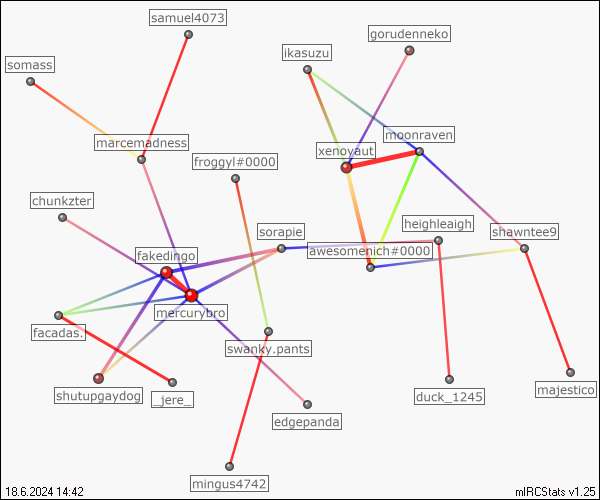 samuel4073
gorudenneko
ikasuzu
somass
moonraven
marcemadness
xenoyaut
froggyl#0000
chunkzter
heighleaigh
sorapie
shawntee9
awesomenich#0000
fakedingo
mercurybro
facadas.
swanky.pants
majestico
shutupgaydog
_jere_
duck_1245
edgepanda
mingus4742
18.6.2024 14:42
mIRCStats v1.25